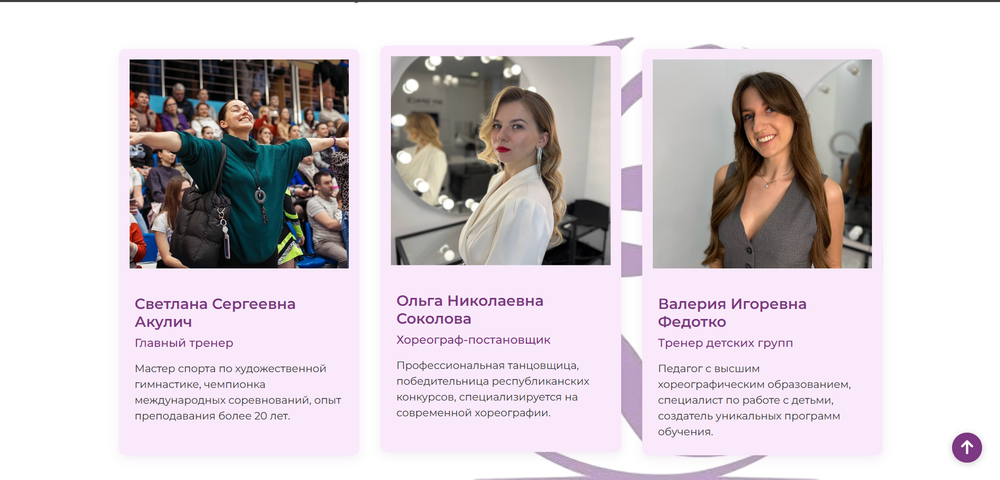 Светлана Сергеевна
Акулич
Главный тренер
Мастер спорта по художественной
гимнастике, чемпионка
международных соревнований, опыт
преподавания более 20 лет.
Ольга Николаевна
Соколова
Хореограф-постановщик
Профессиональная танцовщица,
победительница республиканских
конкурсов, специализируется на
современной хореографии.
Валерия Игоревна
Федотко
Тренер детских групп
Педагог с высшим
хореографическим образованием,
специалист по работе с детьми,
создатель уникальных программ
обучения.